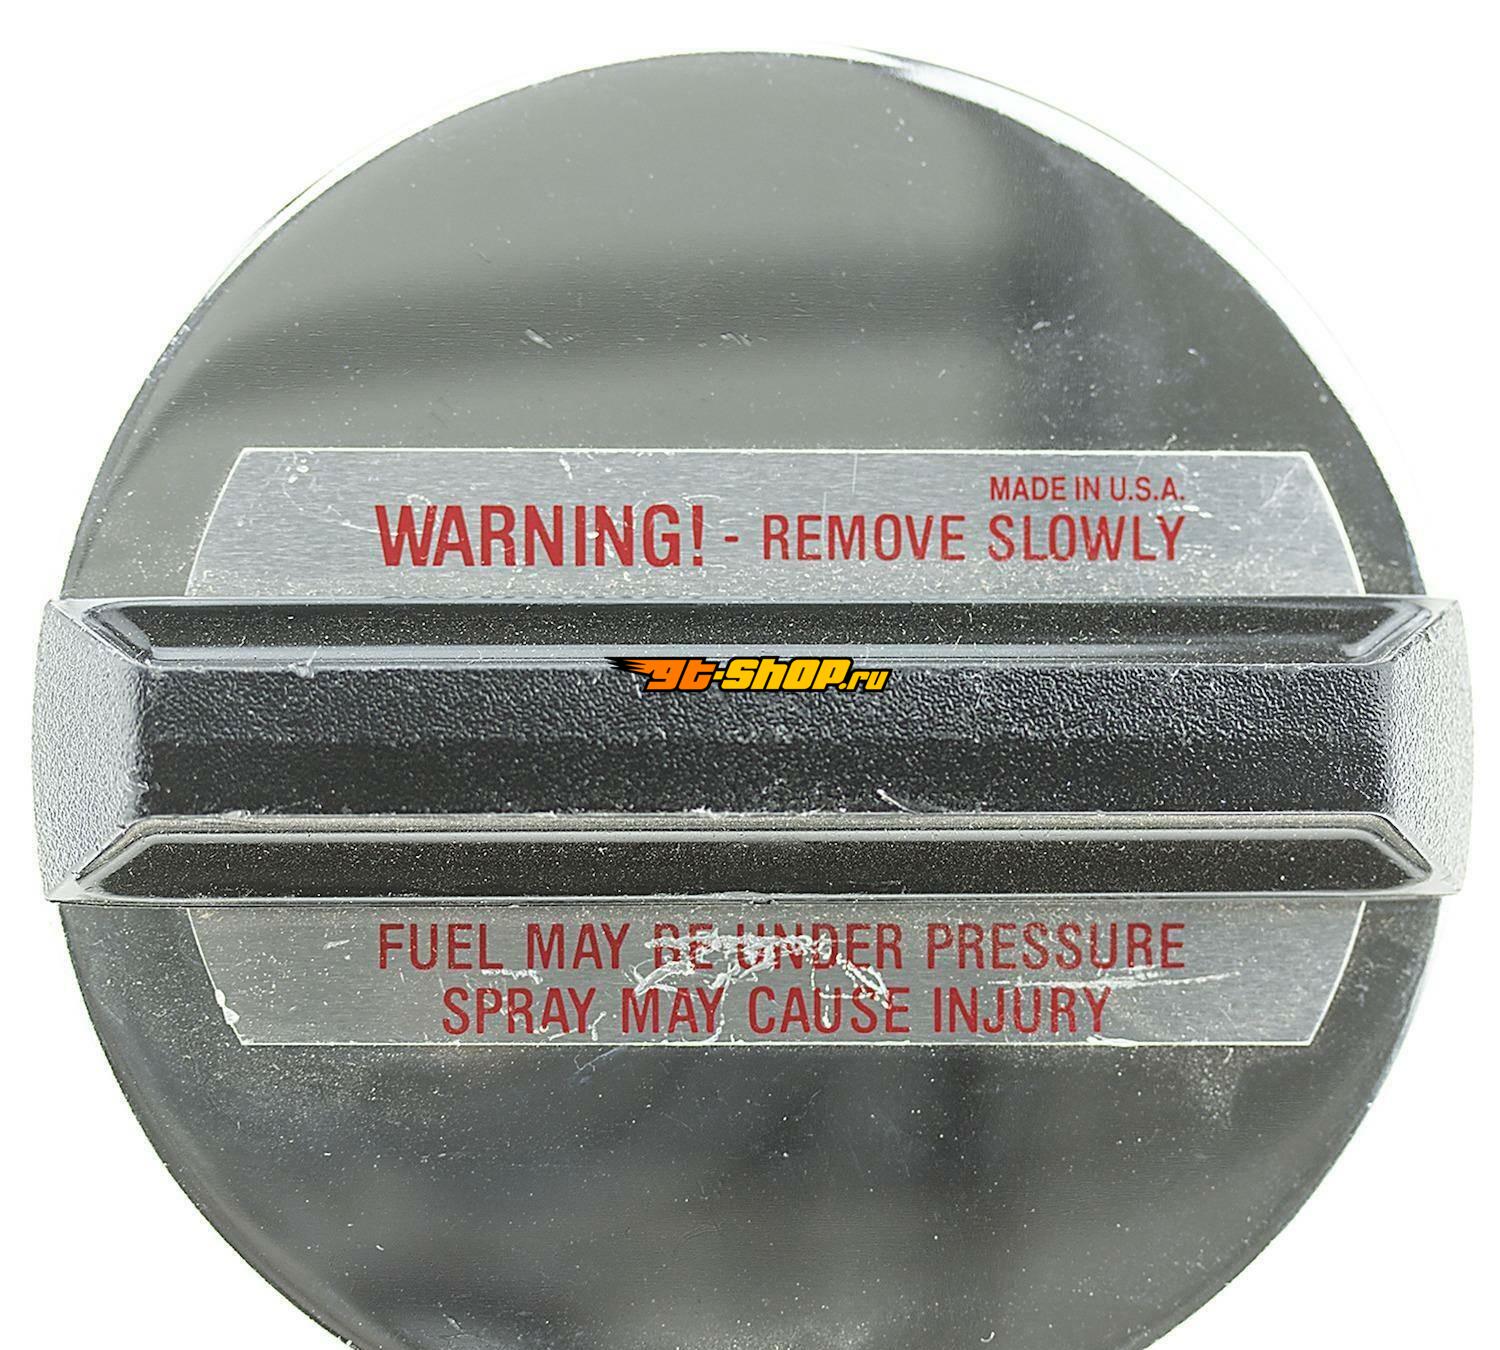 MADE IN U.S.A.
WARNING! - REMOVE SLOWLY
gt-shop.ru
FUEL MAY BE UNDER PRESSURE
SPRAY MAY CAUSE INJURY